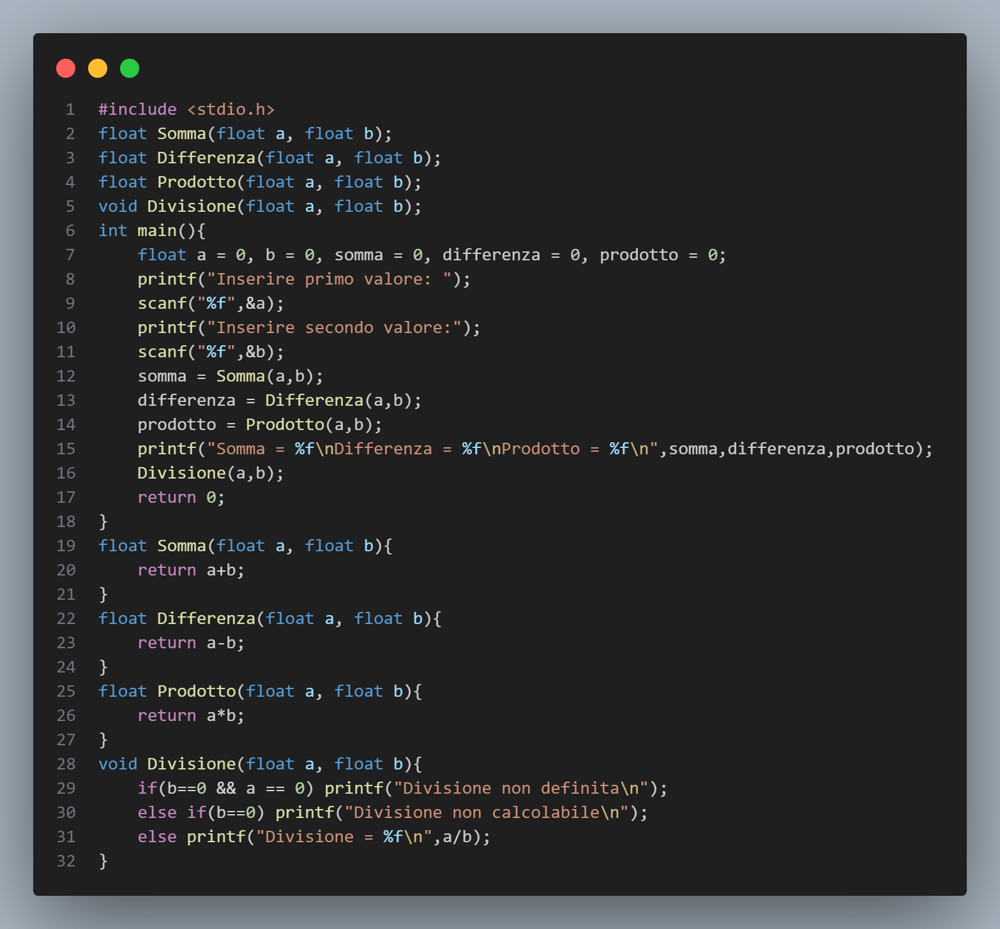 1 #include <stdio.h>
2 float Somma(float a, float b);
3 float Differenza(float a, float b);
4 float Prodotto(float a, float b);
5 void Divisione(float a, float b);
6 int main(){
7     float a = 0, b = 0, somma = 0, differenza = 0, prodotto = 0;
8     printf("Inserire primo valore: ");
9     scanf("%f",&a);
10     printf("Inserire secondo valore:");
11     scanf("%f",&b);
12     somma = Somma(a,b);
13     differenza = Differenza(a,b);
14     prodotto = Prodotto(a,b);
15     printf("Somma = %f\nDifferenza = %f\nProdotto = %f\n",somma,differenza,prodotto);
16     Divisione(a,b);
17     return 0;
18 }
19 float Somma(float a, float b){
20     return a+b;
21 }
22 float Differenza(float a, float b){
23     return a-b;
24 }
25 float Prodotto(float a, float b){
26     return a*b;
27 }
28 void Divisione(float a, float b){
29     if(b==0 && a == 0) printf("Divisione non definita\n");
30     else if(b==0) printf("Divisione non calcolabile\n");
31     else printf("Divisione = %f\n",a/b);
32 }